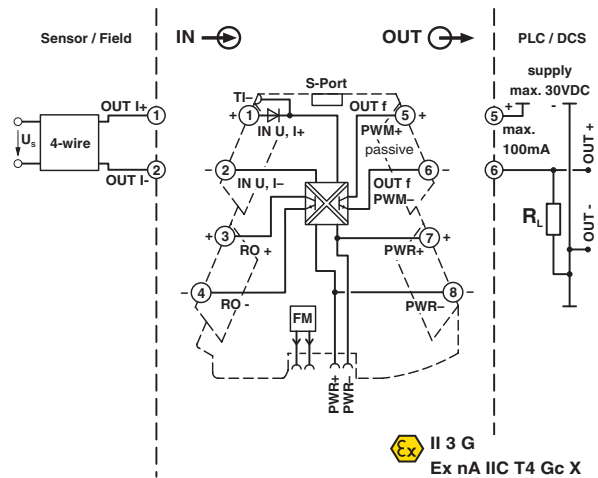 Sensor / Field
IN
OUT
PLC / DCS
supply
max. 30VDC
+
-
5
max.
100mA
6
OUT +
OUT -
RL
OUT I+
1
Us
4-wire
OUT I-
2
S-Port
TI–
+ 1
IN U, I+
OUT f
5 +
PWM+
passive
– 2
IN U, I–
6 –
OUT f
PWM–
+ 3
RO +
7 +
PWR+
– 4
RO -
8 –
PWR–
FM
PWR+
PWR–
Ex
II 3 G
Ex nA IIC T4 Gc X